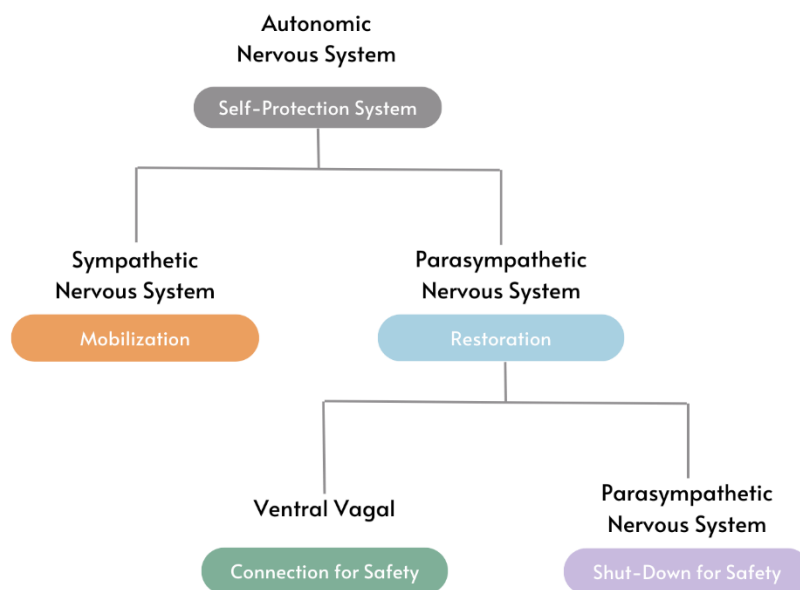 Autonomic
Nervous System
Self-Protection System
Sympathetic
Nervous System
Mobilization
Parasympathetic
Nervous System
Restoration
Ventral Vagal
Connection for Safety
Parasympathetic
Nervous System
Shut-Down for Safety